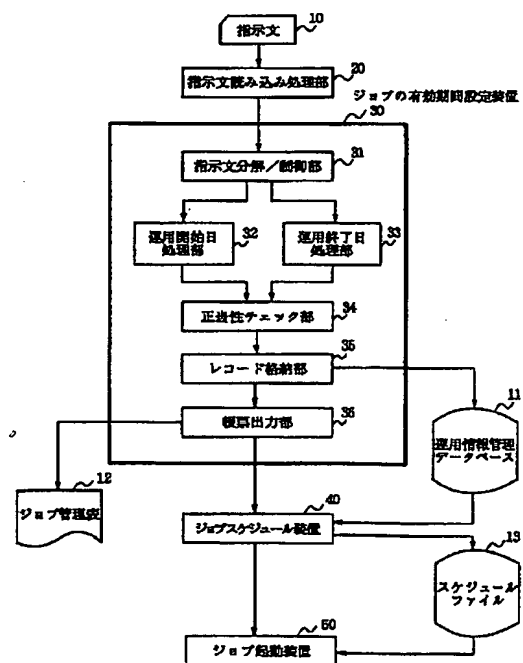 10
指示文
20
指示文読み込み処理部
ジョブの有効期間設定装置
30
31
指示文分解/制御部
32
運用開始日
処理部
33
運用終了日
処理部
34
正当性チェック部
35
レコード格納部
36
帳票出力部
11
運用情報管理
データベース
12
ジョブ管理表
40
ジョブスケジュール装置
13
スケジュール
ファイル
50
ジョブ起動装置